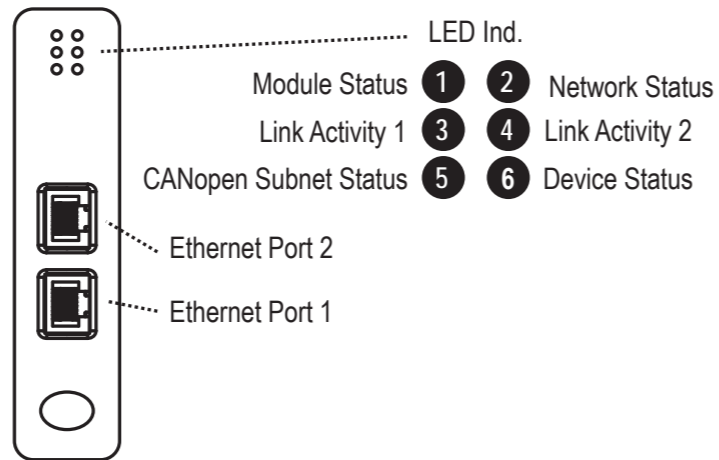 LED Ind.
Module Status 1 2 Network Status
Link Activity 1 3 4 Link Activity 2
CANopen Subnet Status 5 6 Device Status
Ethernet Port 2
Ethernet Port 1